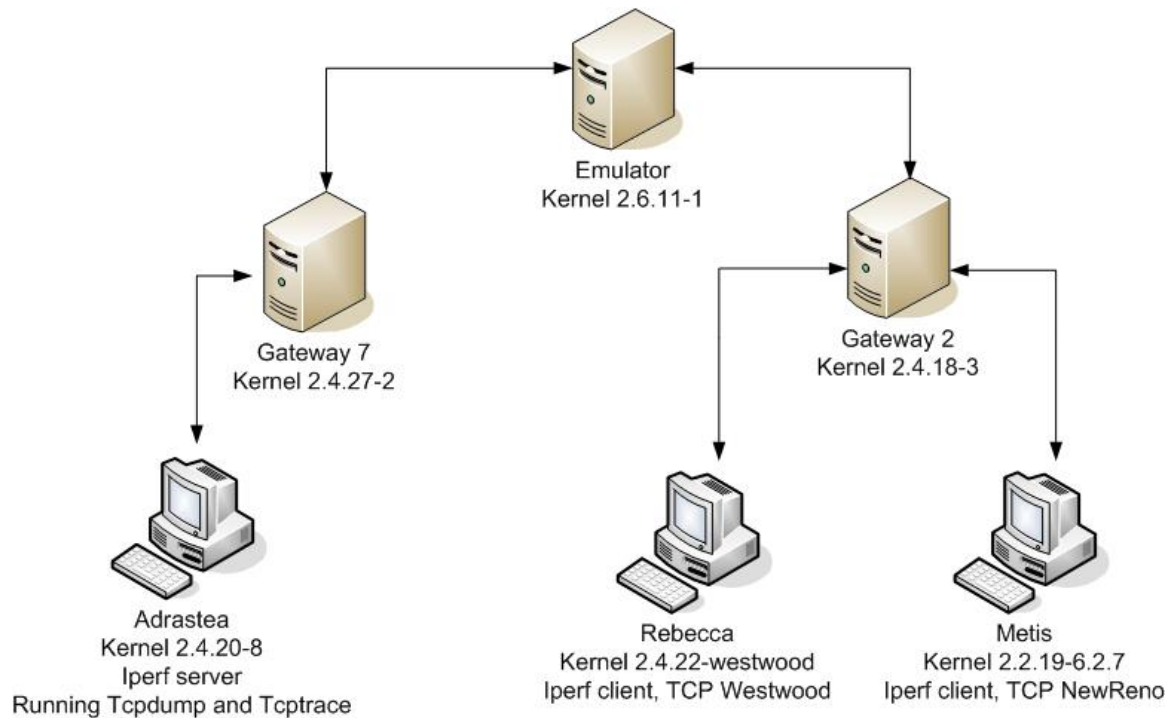 Emulator
Kernel 2.6.11-1
Gateway 7
Kernel 2.4.27-2
Gateway 2
Kernel 2.4.18-3
Adrastea
Kernel 2.4.20-8
Iperf server
Running Tcpdump and Tcptrace
Rebecca
Kernel 2.4.22-westwood
Iperf client, TCP Westwood
Metis
Kernel 2.2.19-6.2.7
Iperf client, TCP NewReno